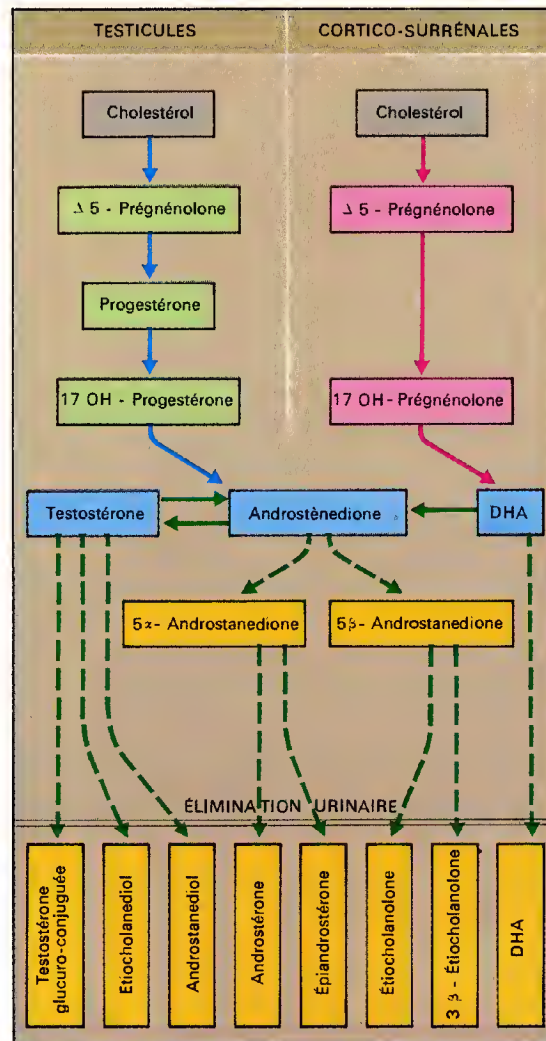 TESTICULES
CORTICO-SURRÉNALES
Cholestérol
Cholestérol
Δ 5 - Prégnénolone
Δ 5 - Prégnénolone
Progestérone
17 OH - Progestérone
17 OH - Prégnénolone
Testostérone
Androstènedione
DHA
5α- Androstanedione
5β- Androstanedione
ÉLIMINATION URINAIRE
Testostérone
glucuro-conjuguée
Étiocholanediol
Androstanediol
Androstérone
Épiandrostérone
Étiocholanolone
3 β - Étiocholanolone
DHA